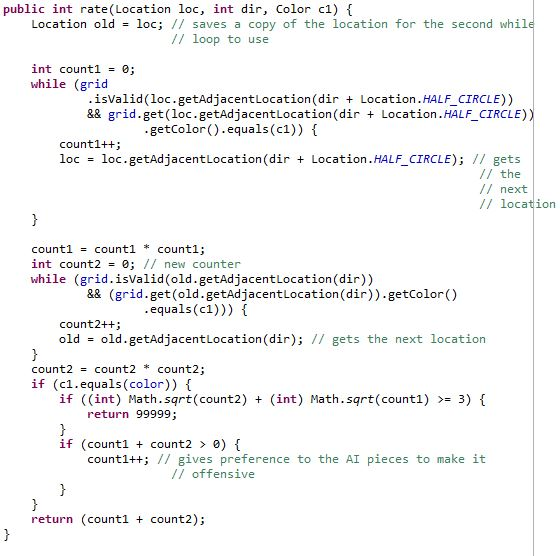 public int rate(Location loc, int dir, Color c1) {
    Location old = loc; // saves a copy of the location for the second while
                        // loop to use

    int count1 = 0;
    while (grid
            .isValid(loc.getAdjacentLocation(dir + Location.HALF_CIRCLE))
            && grid.get(loc.getAdjacentLocation(dir + Location.HALF_CIRCLE))
                    .getColor().equals(c1)) {
        count1++;
        loc = loc.getAdjacentLocation(dir + Location.HALF_CIRCLE); // gets
                                                                   // the
                                                                   // next
                                                                   // location
    }

    count1 = count1 * count1;
    int count2 = 0; // new counter
    while (grid.isValid(old.getAdjacentLocation(dir))
            && (grid.get(old.getAdjacentLocation(dir)).getColor()
                    .equals(c1))) {
        count2++;
        old = old.getAdjacentLocation(dir); // gets the next location
    }
    count2 = count2 * count2;
    if (c1.equals(color)) {
        if ((int) Math.sqrt(count2) + (int) Math.sqrt(count1) >= 3) {
            return 99999;
        }
        if (count1 + count2 > 0) {
            count1++; // gives preference to the AI pieces to make it
                        // offensive
        }
    }
    return (count1 + count2);
}